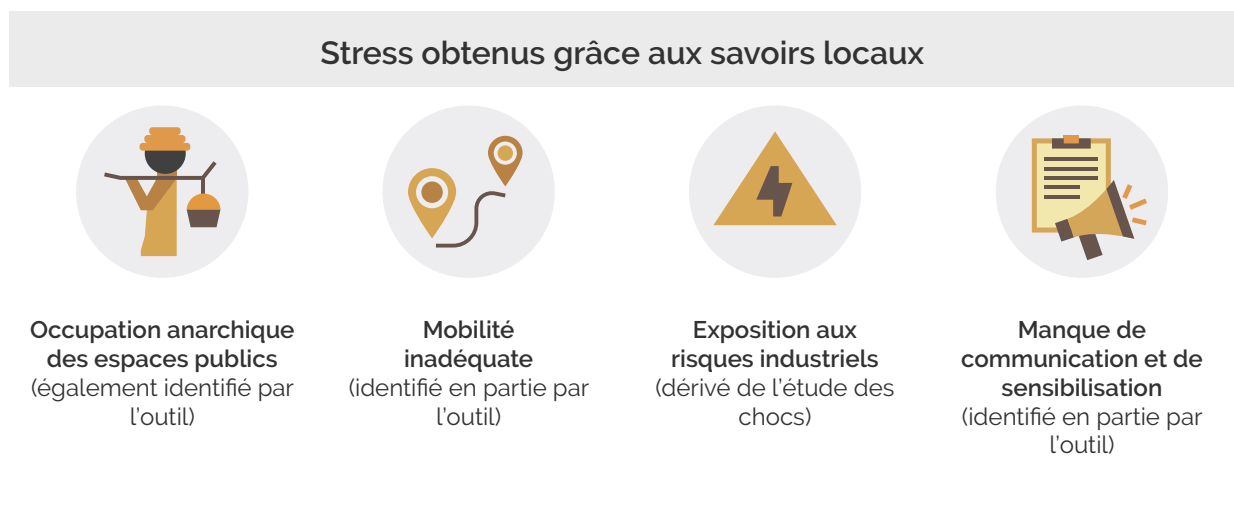 Stress obtenus grâce aux savoirs locaux
Occupation anarchique
des espaces publics
(également identifié par
l'outil)
Mobilité
inadéquate
(identifié en partie par
l'outil)
Exposition aux
risques industriels
(dérivé de l'étude des
chocs)
Manque de
communication et de
sensibilisation
(identifié en partie par
l'outil)